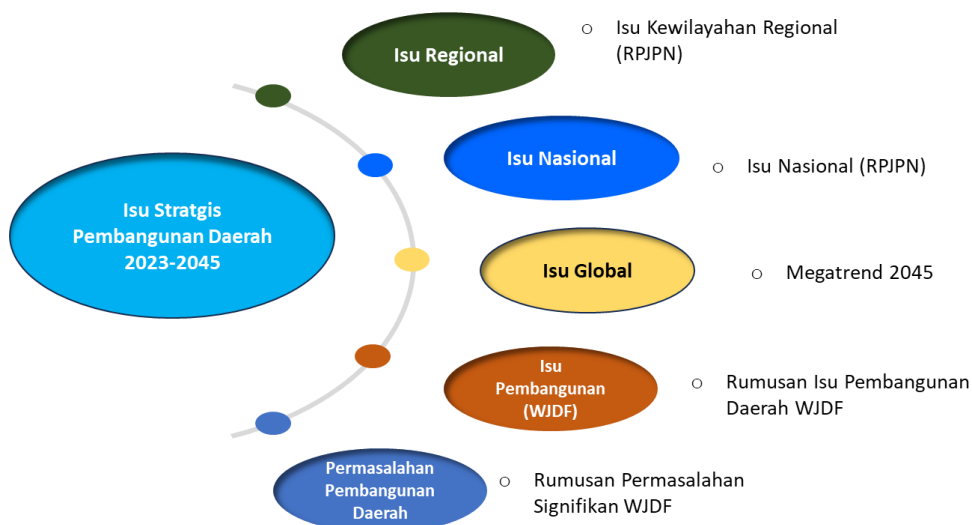 Isu Regional
○ Isu Kewilayahan Regional
(RPJPN)
Isu Nasional
○ Isu Nasional (RPJPN)
Isu Stratgis
Pembangunan Daerah
2023-2045
Isu Global
○ Megatrend 2045
Isu
Pembangunan
(WJDF)
○ Rumusan Isu Pembangunan
Daerah WJDF
Permasalahan
Pembangunan
Daerah
○ Rumusan Permasalahan
Signifikan WJDF